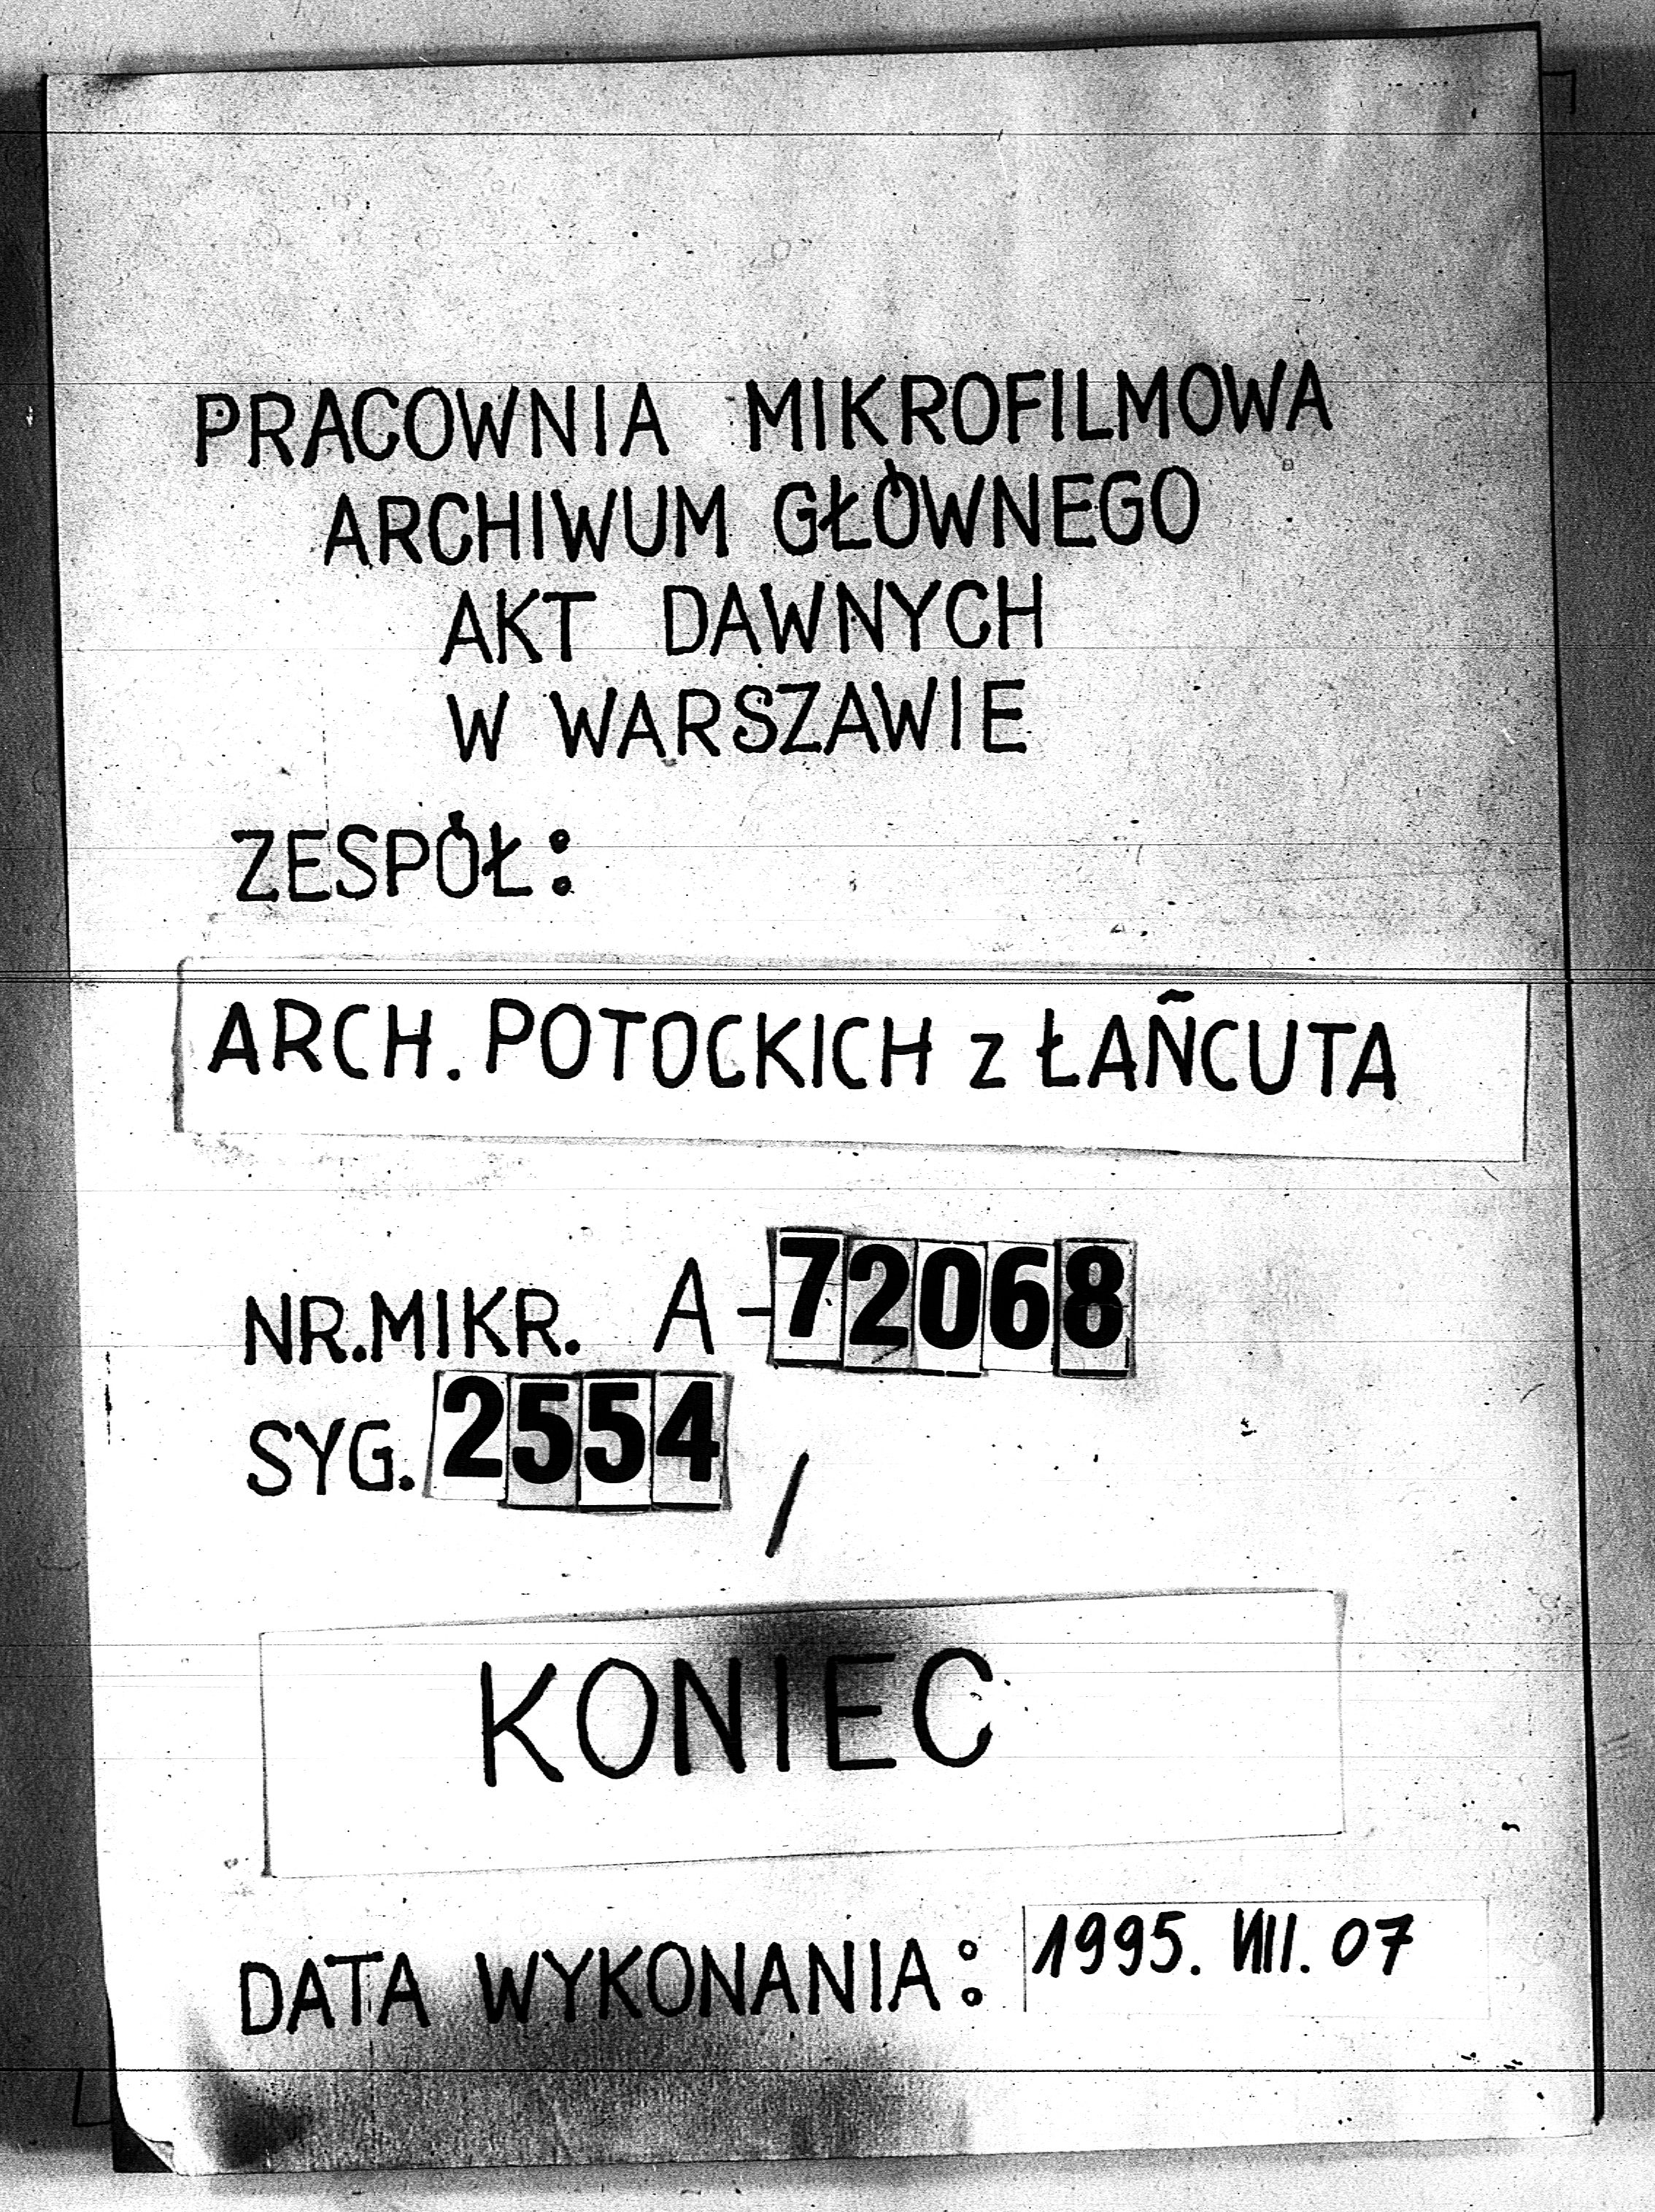 PRACOWNIA MIKROFILMOWA
ARCHIWUM GŁÓWNEGO
AKT DAWNYCH
W WARSZAWIE
ZESPÓŁ:
ARCH. POTOCKICH z ŁAŃCUTA
NR.MIKR. A-72068
SYG. 2554 /
KONIEC
DATA WYKONANIA: 1995. VIII. 07